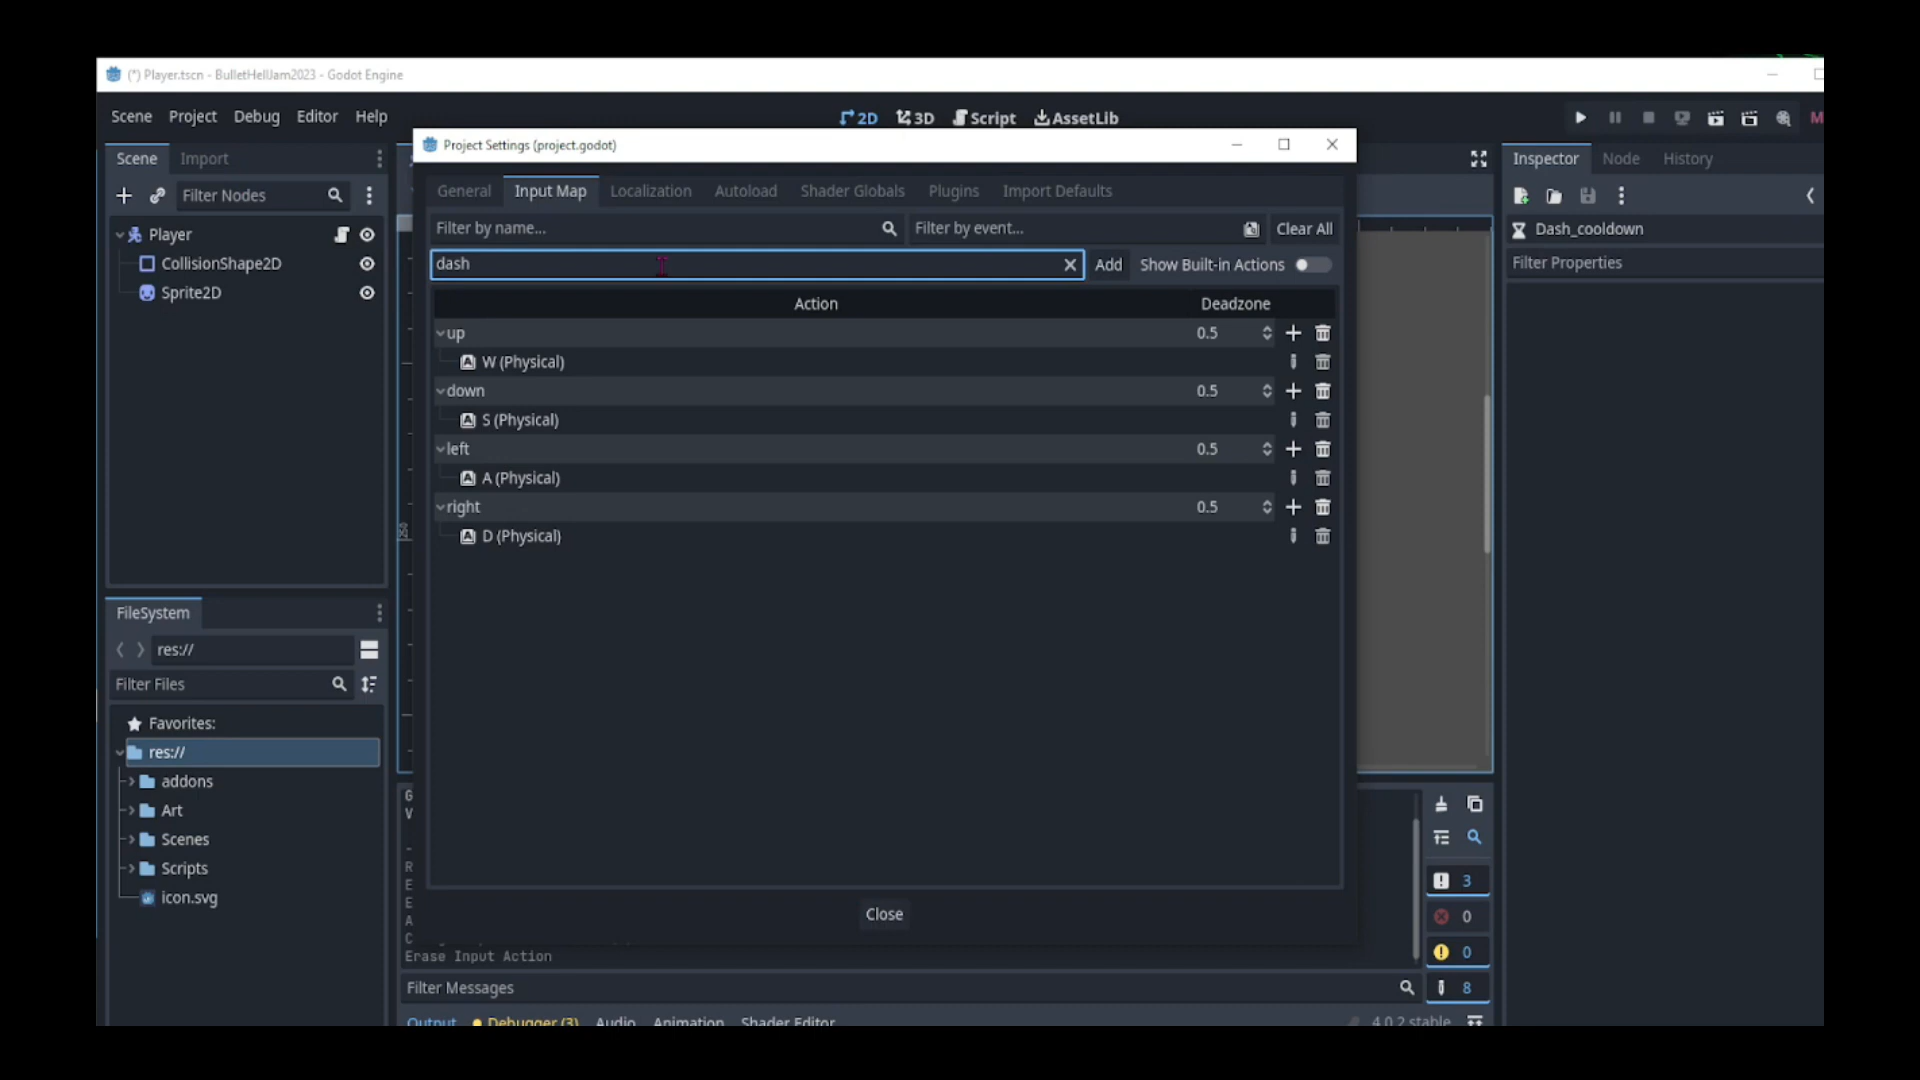 (*) Player.tscn - BulletHellJam2023 - Godot Engine
Scene Project Debug Editor Help
2D 3D Script AssetLib
Project Settings (project.godot)
Scene Import
Inspector Node History
General Input Map Localization Autoload Shader Globals Plugins Import Defaults
Filter Nodes
Filter by name... Filter by event... Clear All
Dash_cooldown
Player
dash Add Show Built-in Actions
Filter Properties
CollisionShape2D
Sprite2D
Action Deadzone
up 0.5
W (Physical)
down 0.5
S (Physical)
left 0.5
A (Physical)
right 0.5
D (Physical)
FileSystem
res://
Filter Files
Favorites:
res://
addons
Art
Scenes
Scripts
icon.svg
G
V
-
R
E
E
A
C
3
0
0
8
Close
Erase Input Action
Filter Messages
Output Debugger (3) Audio Animation Shader Editor 4.0.2.stable